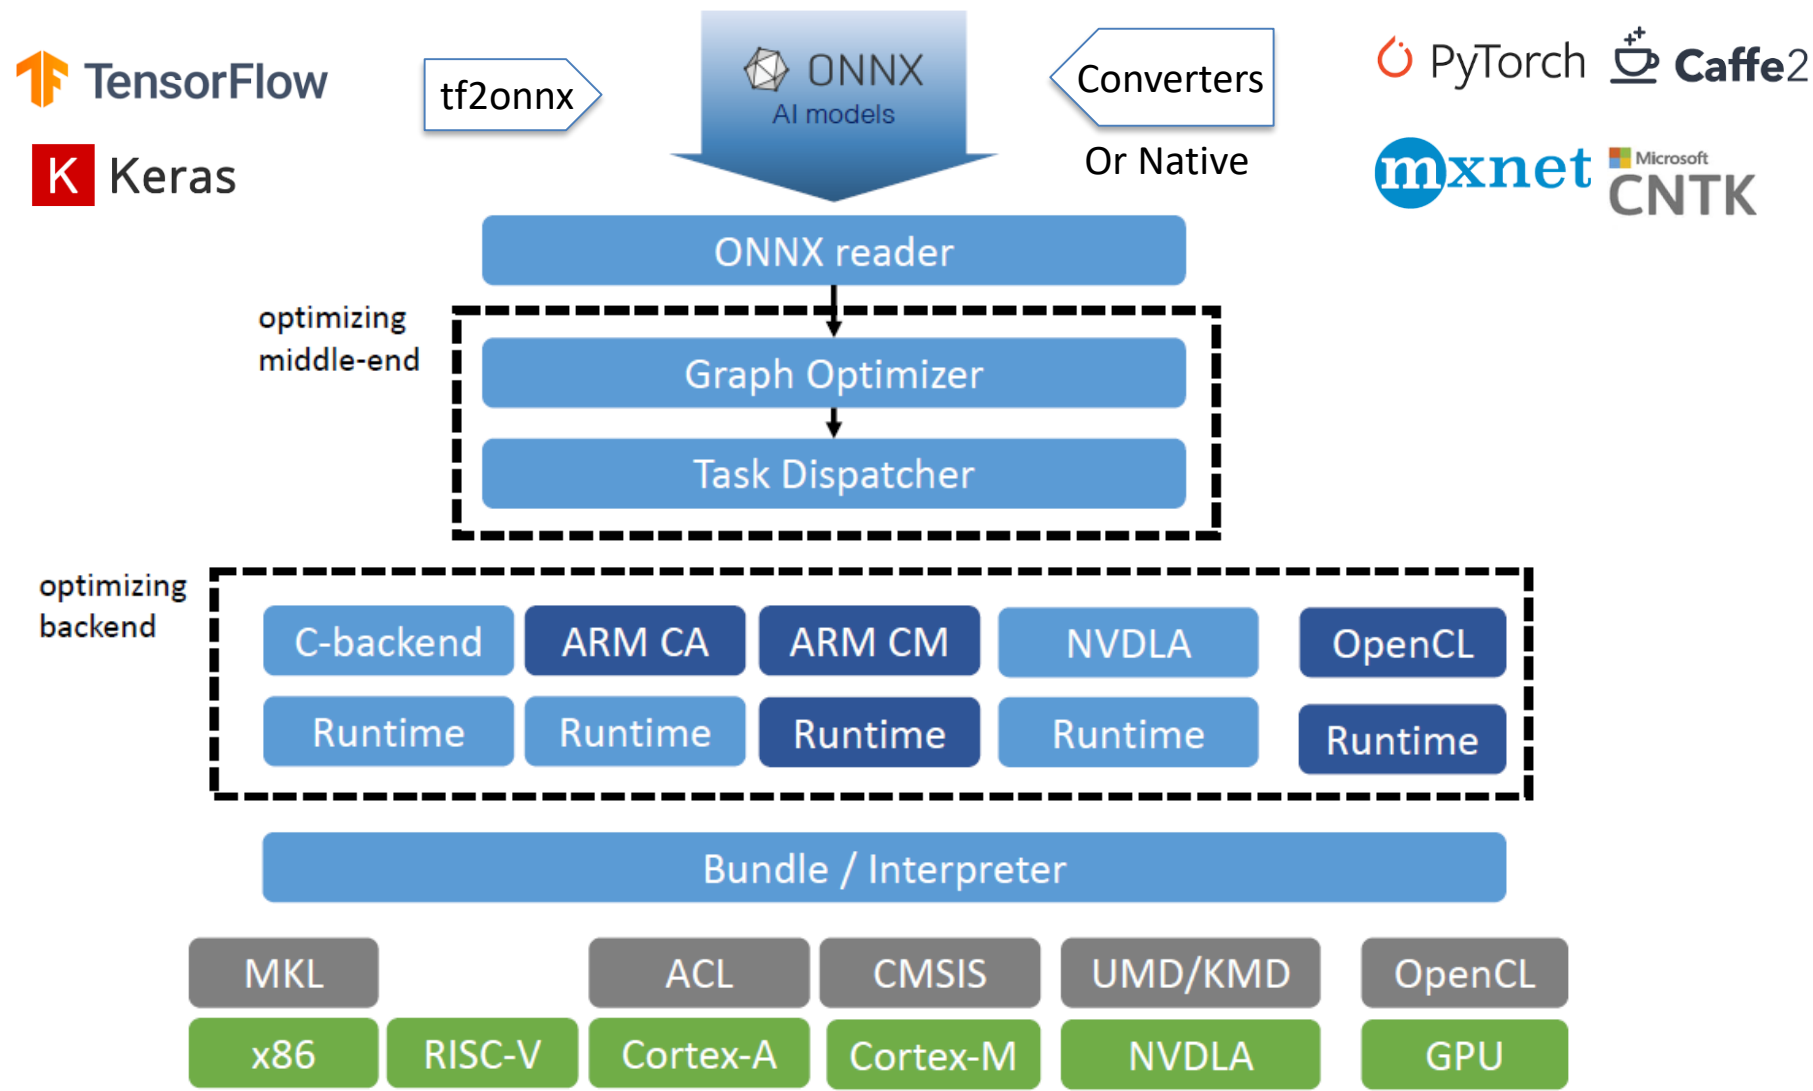 TensorFlow
K Keras
tf2onnx
ONNX
AI models
Converters
Or Native
PyTorch
Caffe2
mxnet
Microsoft
CNTK
ONNX reader
optimizing
middle-end
Graph Optimizer
Task Dispatcher
optimizing
backend
C-backend ARM CA ARM CM NVDLA OpenCL
Runtime Runtime Runtime Runtime Runtime
Bundle / Interpreter
MKL ACL CMSIS UMD/KMD OpenCL
x86 RISC-V Cortex-A Cortex-M NVDLA GPU